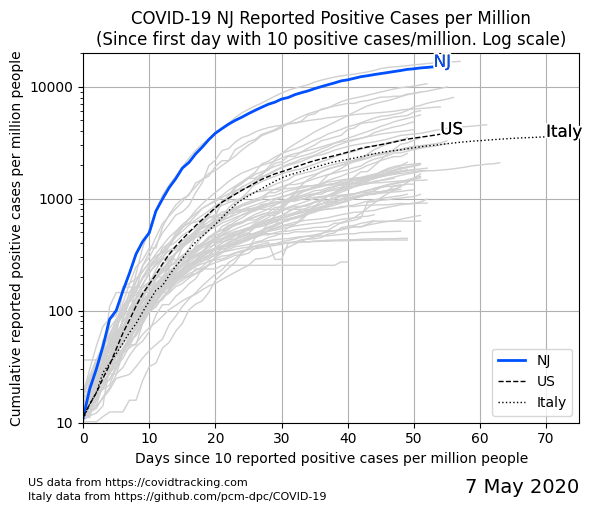 COVID-19 NJ Reported Positive Cases per Million
(Since first day with 10 positive cases/million. Log scale)
Cumulative reported positive cases per million people
10000
1000
100
10
NJ
US
Italy
NJ
US
Italy
0 10 20 30 40 50 60 70
Days since 10 reported positive cases per million people
US data from https://covidtracking.com
Italy data from https://github.com/pcm-dpc/COVID-19
7 May 2020